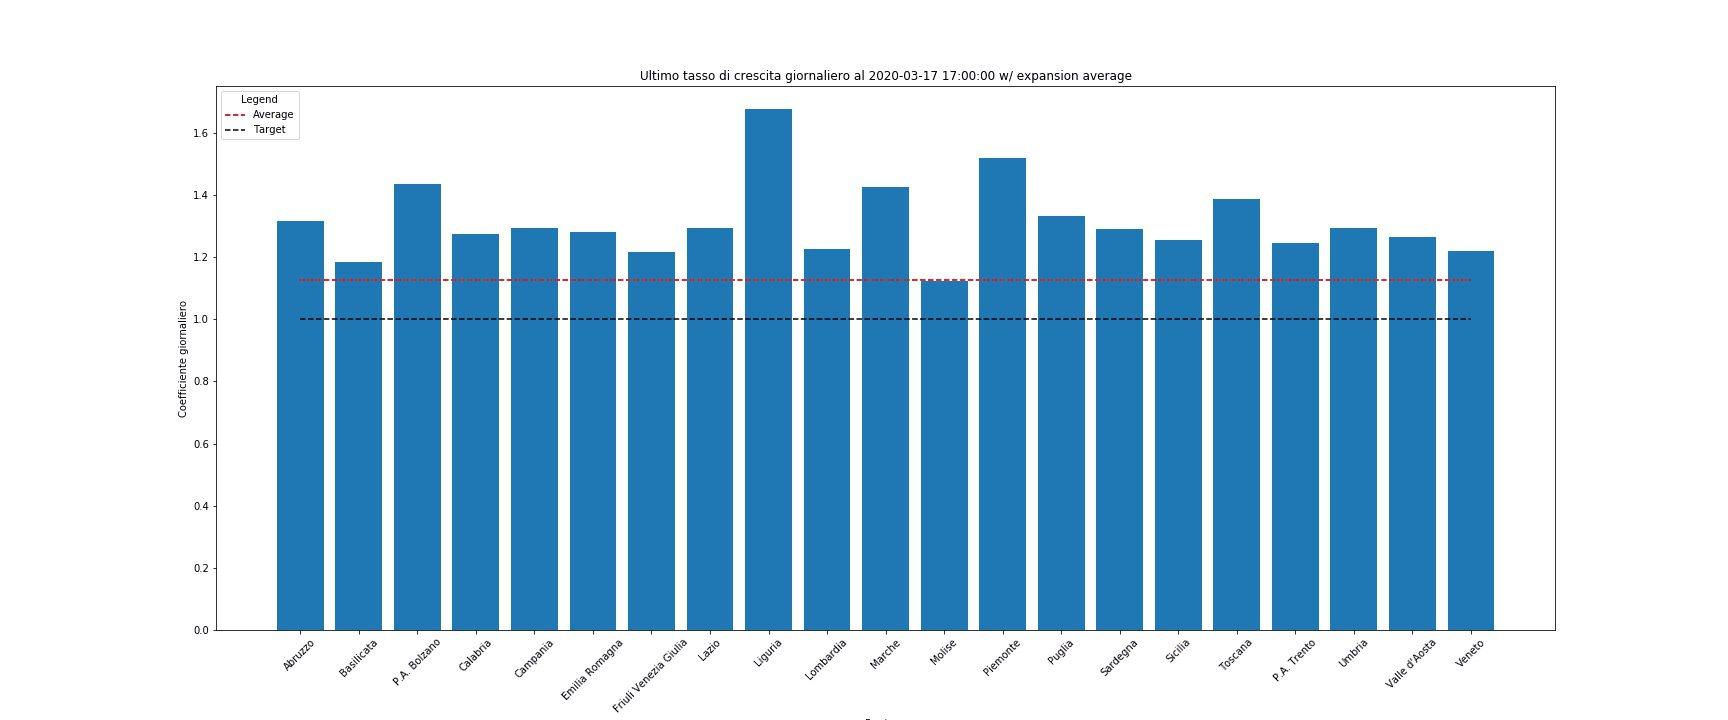 Ultimo tasso di crescita giornaliero al 2020-03-17 17:00:00 w/ expansion average
Legend
Average
Target
1.6
1.4
1.2
1.0
0.8
0.6
0.4
0.2
0.0
Coefficiente giornaliero
Abruzzo
Basilicata
P.A. Bolzano
Calabria
Campania
Emilia Romagna
Friuli Venezia Giulia
Lazio
Liguria
Lombardia
Marche
Molise
Piemonte
Puglia
Sardegna
Sicilia
Toscana
P.A. Trento
Umbria
Valle d'Aosta
Veneto